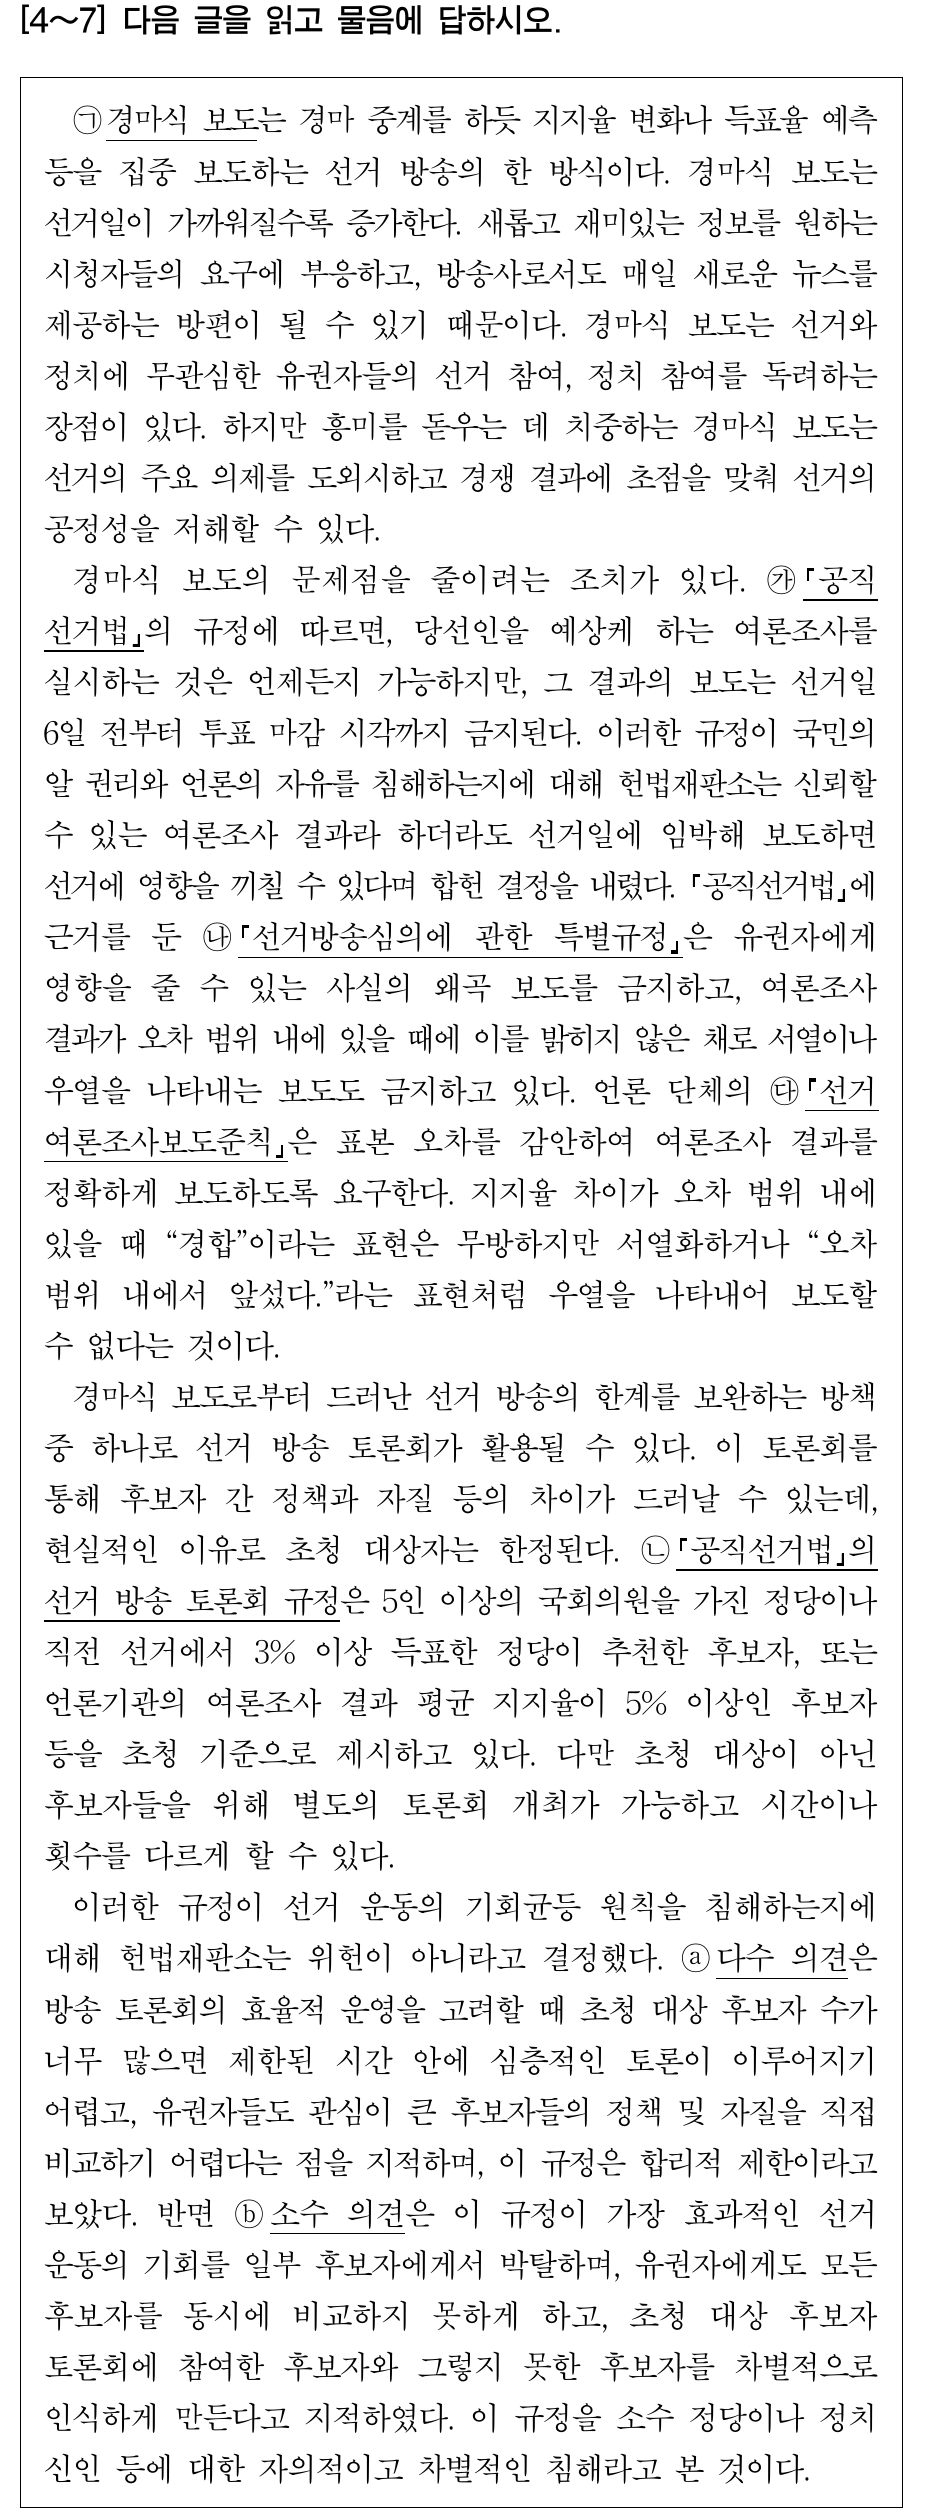 [4～7] 다음 글을 읽고 물음에 답하시오.
㉠경마식 보도는 경마 중계를 하듯 지지율 변화나 득표율 예측
등을 집중 보도하는 선거 방송의 한 방식이다. 경마식 보도는
선거일이 가까워질수록 증가한다. 새롭고 재미있는 정보를 원하는
시청자들의 요구에 부응하고, 방송사로서도 매일 새로운 뉴스를
제공하는 방편이 될 수 있기 때문이다. 경마식 보도는 선거와
정치에 무관심한 유권자들의 선거 참여, 정치 참여를 독려하는
장점이 있다. 하지만 흥미를 돋우는 데 치중하는 경마식 보도는
선거의 주요 의제를 도외시하고 경쟁 결과에 초점을 맞춰 선거의
공정성을 저해할 수 있다.
경마식 보도의 문제점을 줄이려는 조치가 있다. ㉮『공직
선거법』의 규정에 따르면, 당선인을 예상케 하는 여론조사를
실시하는 것은 언제든지 가능하지만, 그 결과의 보도는 선거일
6일 전부터 투표 마감 시각까지 금지된다. 이러한 규정이 국민의
알 권리와 언론의 자유를 침해하는지에 대해 헌법재판소는 신뢰할
수 있는 여론조사 결과라 하더라도 선거일에 임박해 보도하면
선거에 영향을 끼칠 수 있다며 합헌 결정을 내렸다. 『공직선거법』에
근거를 둔 ㉯『선거방송심의에 관한 특별규정』은 유권자에게
영향을 줄 수 있는 사실의 왜곡 보도를 금지하고, 여론조사
결과가 오차 범위 내에 있을 때에 이를 밝히지 않은 채로 서열이나
우열을 나타내는 보도도 금지하고 있다. 언론 단체의 ㉰『선거
여론조사보도준칙』은 표본 오차를 감안하여 여론조사 결과를
정확하게 보도하도록 요구한다. 지지율 차이가 오차 범위 내에
있을 때 “경합”이라는 표현은 무방하지만 서열화하거나 “오차
범위 내에서 앞섰다.”라는 표현처럼 우열을 나타내어 보도할
수 없다는 것이다.
경마식 보도로부터 드러난 선거 방송의 한계를 보완하는 방책
중 하나로 선거 방송 토론회가 활용될 수 있다. 이 토론회를
통해 후보자 간 정책과 자질 등의 차이가 드러날 수 있는데,
현실적인 이유로 초청 대상자는 한정된다. ㉡『공직선거법』의
선거 방송 토론회 규정은 5인 이상의 국회의원을 가진 정당이나
직전 선거에서 3% 이상 득표한 정당이 추천한 후보자, 또는
언론기관의 여론조사 결과 평균 지지율이 5% 이상인 후보자
등을 초청 기준으로 제시하고 있다. 다만 초청 대상이 아닌
후보자들을 위해 별도의 토론회 개최가 가능하고 시간이나
횟수를 다르게 할 수 있다.
이러한 규정이 선거 운동의 기회균등 원칙을 침해하는지에
대해 헌법재판소는 위헌이 아니라고 결정했다. ⓐ다수 의견은
방송 토론회의 효율적 운영을 고려할 때 초청 대상 후보자 수가
너무 많으면 제한된 시간 안에 심층적인 토론이 이루어지기
어렵고, 유권자들도 관심이 큰 후보자들의 정책 및 자질을 직접
비교하기 어렵다는 점을 지적하며, 이 규정은 합리적 제한이라고
보았다. 반면 ⓑ소수 의견은 이 규정이 가장 효과적인 선거
운동의 기회를 일부 후보자에게서 박탈하며, 유권자에게도 모든
후보자를 동시에 비교하지 못하게 하고, 초청 대상 후보자
토론회에 참여한 후보자와 그렇지 못한 후보자를 차별적으로
인식하게 만든다고 지적하였다. 이 규정을 소수 정당이나 정치
신인 등에 대한 자의적이고 차별적인 침해라고 본 것이다.